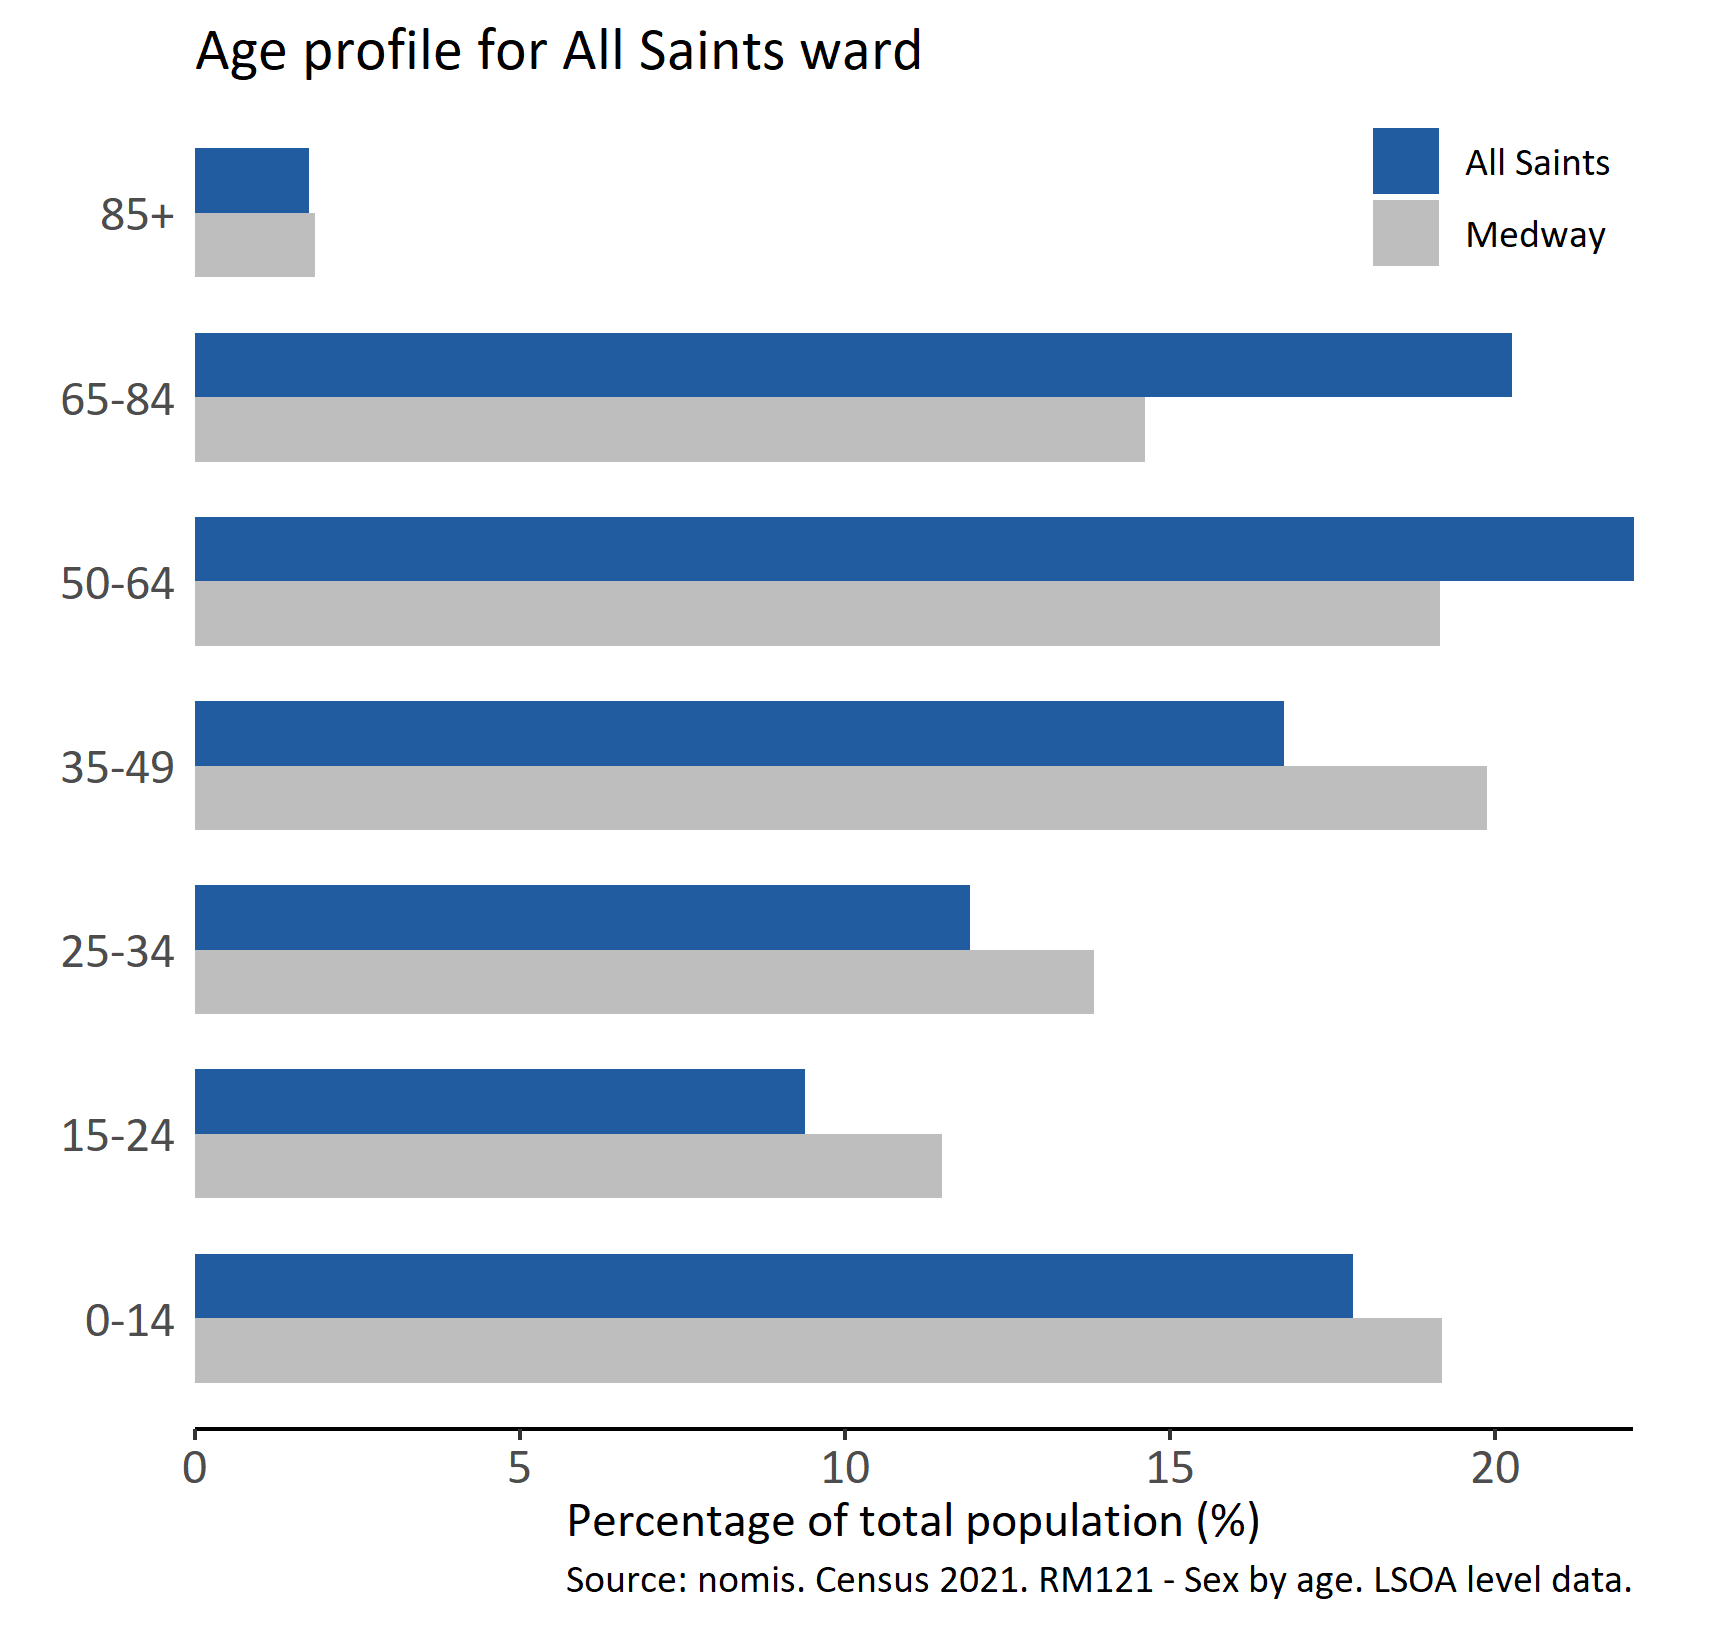 Age profile for All Saints ward
All Saints
Medway
85+
65-84
50-64
35-49
25-34
15-24
0-14
0 5 10 15 20
Percentage of total population (%)
Source: nomis. Census 2021. RM121 - Sex by age. LSOA level data.